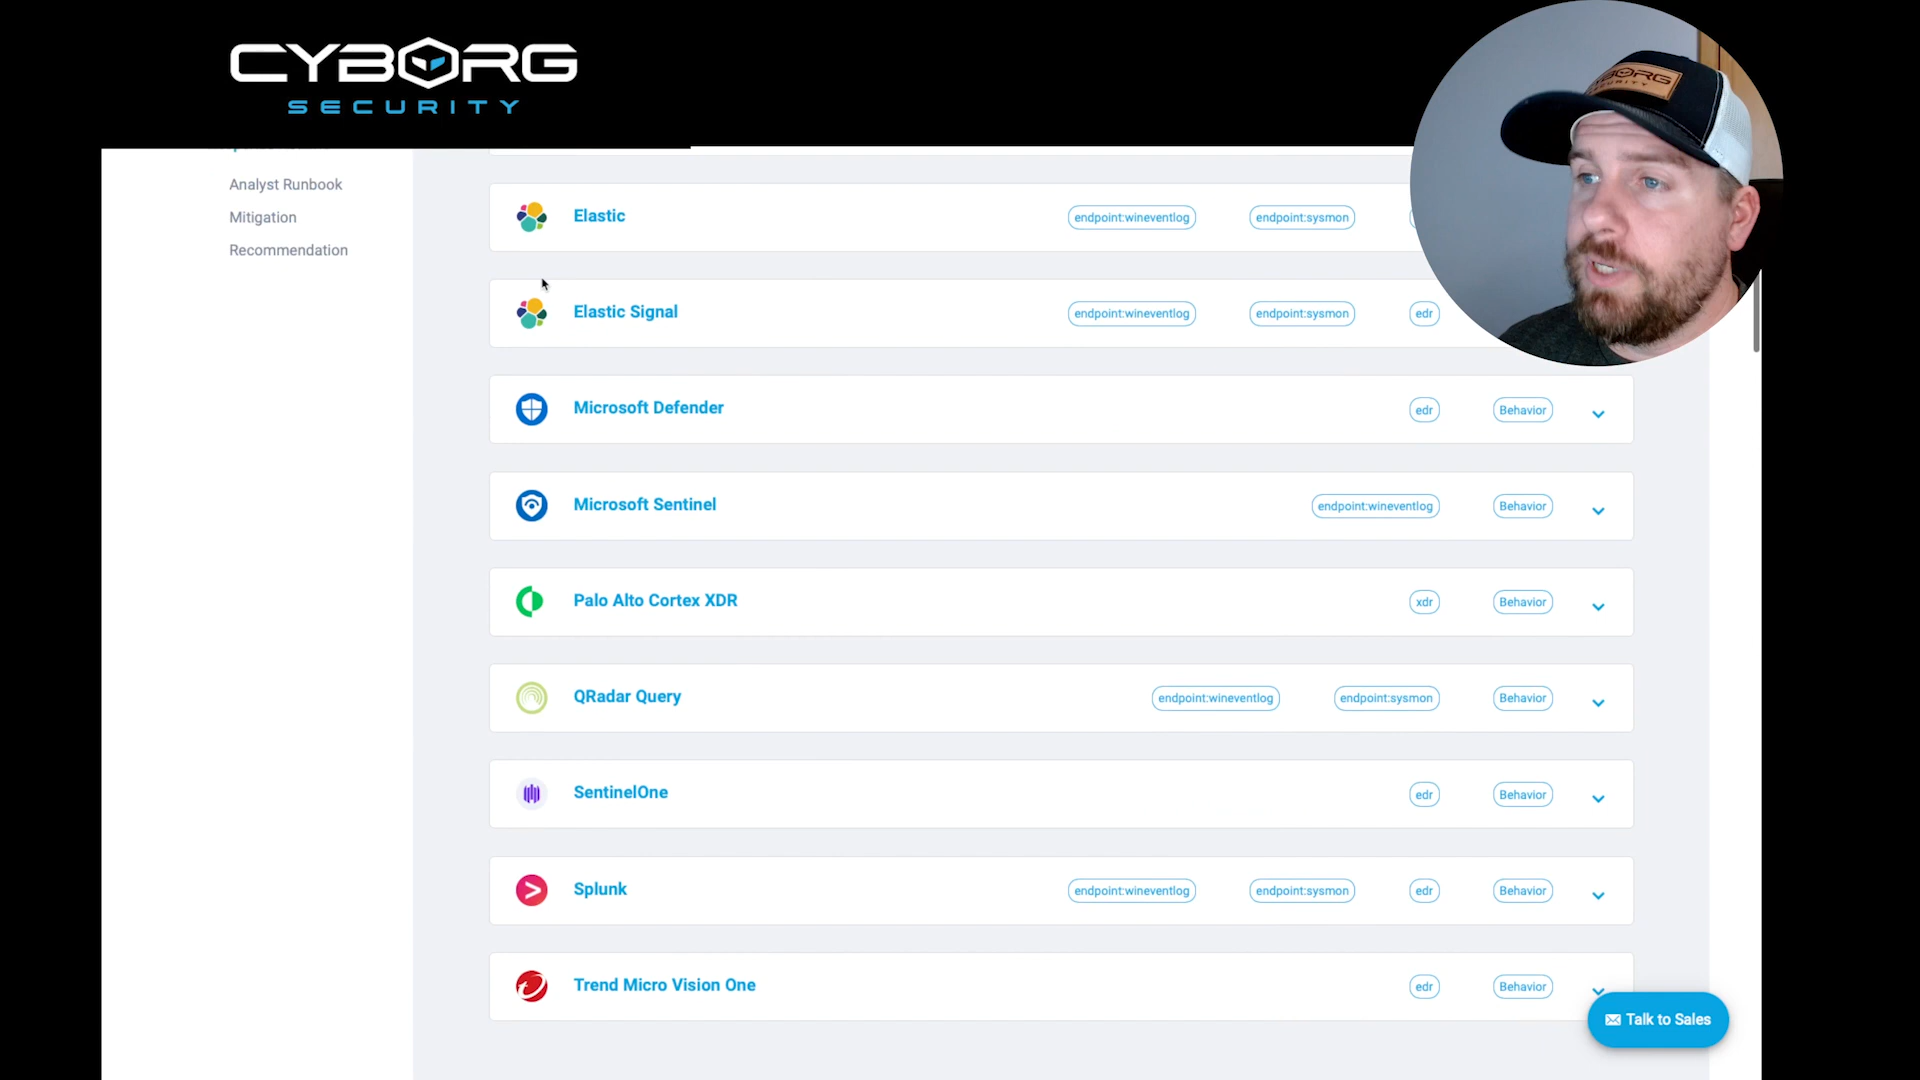 CYBORG
SECURITY
CYBORG
Analyst Runbook
Mitigation
Recommendation
Elastic endpoint:wineventlog endpoint:sysmon
Elastic Signal endpoint:wineventlog endpoint:sysmon edr
Microsoft Defender edr Behavior
Microsoft Sentinel endpoint:wineventlog Behavior
Palo Alto Cortex XDR xdr Behavior
QRadar Query endpoint:wineventlog endpoint:sysmon Behavior
SentinelOne edr Behavior
Splunk endpoint:wineventlog endpoint:sysmon edr Behavior
Trend Micro Vision One edr Behavior
Talk to Sales